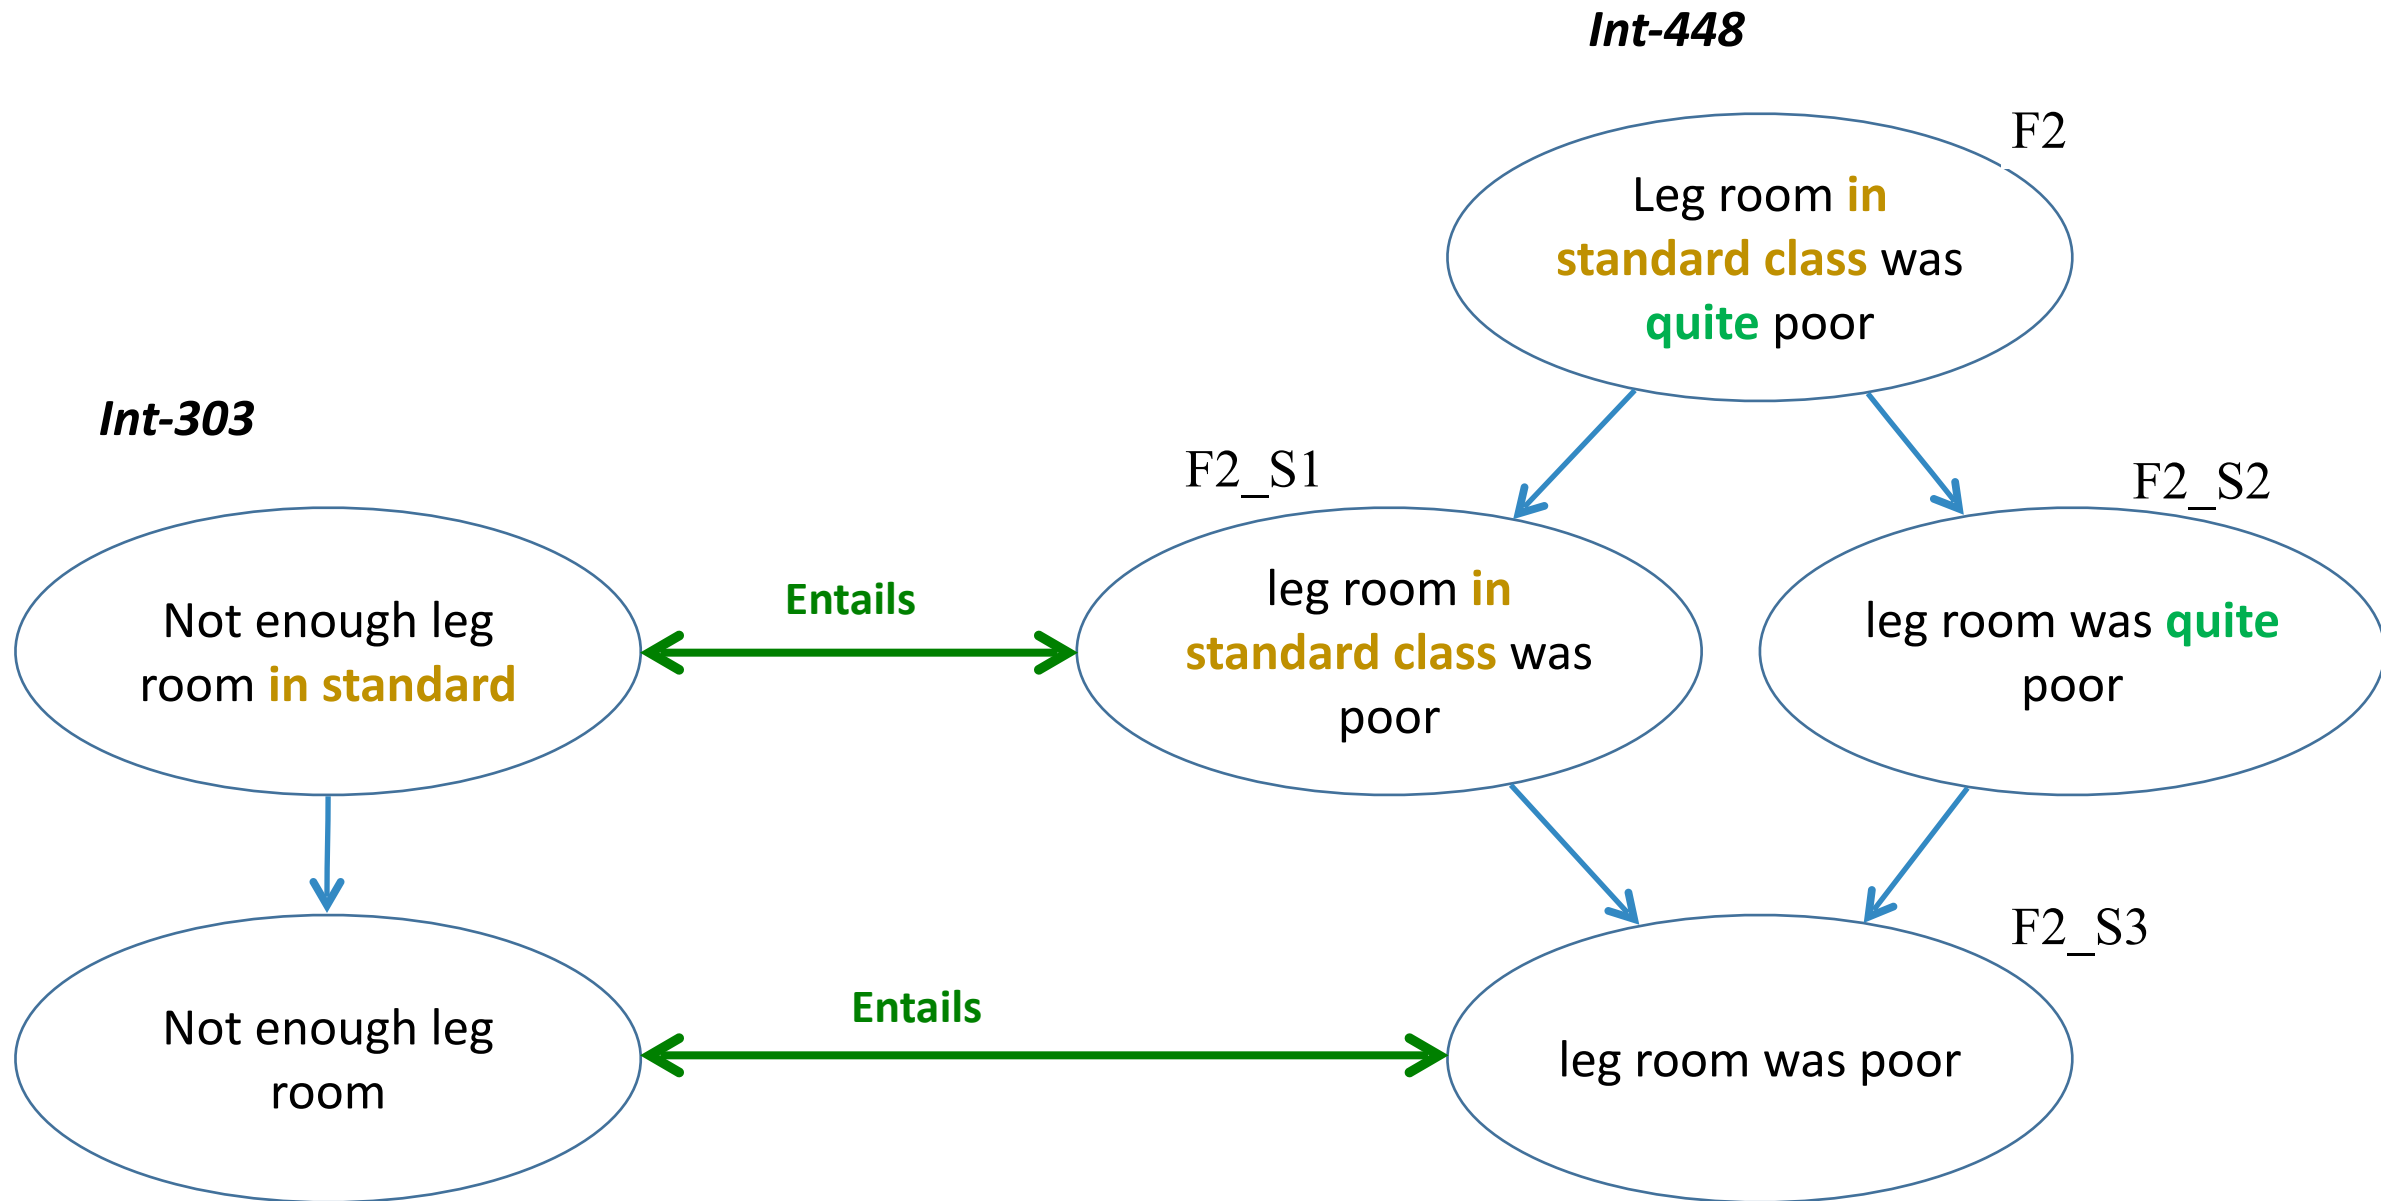 Int-448
F2
Leg room in
standard class was
quite poor
Int-303
F2_S1
F2_S2
Not enough leg
room in standard
Entails
leg room in
standard class was
poor
leg room was quite
poor
F2_S3
Not enough leg
room
Entails
leg room was poor